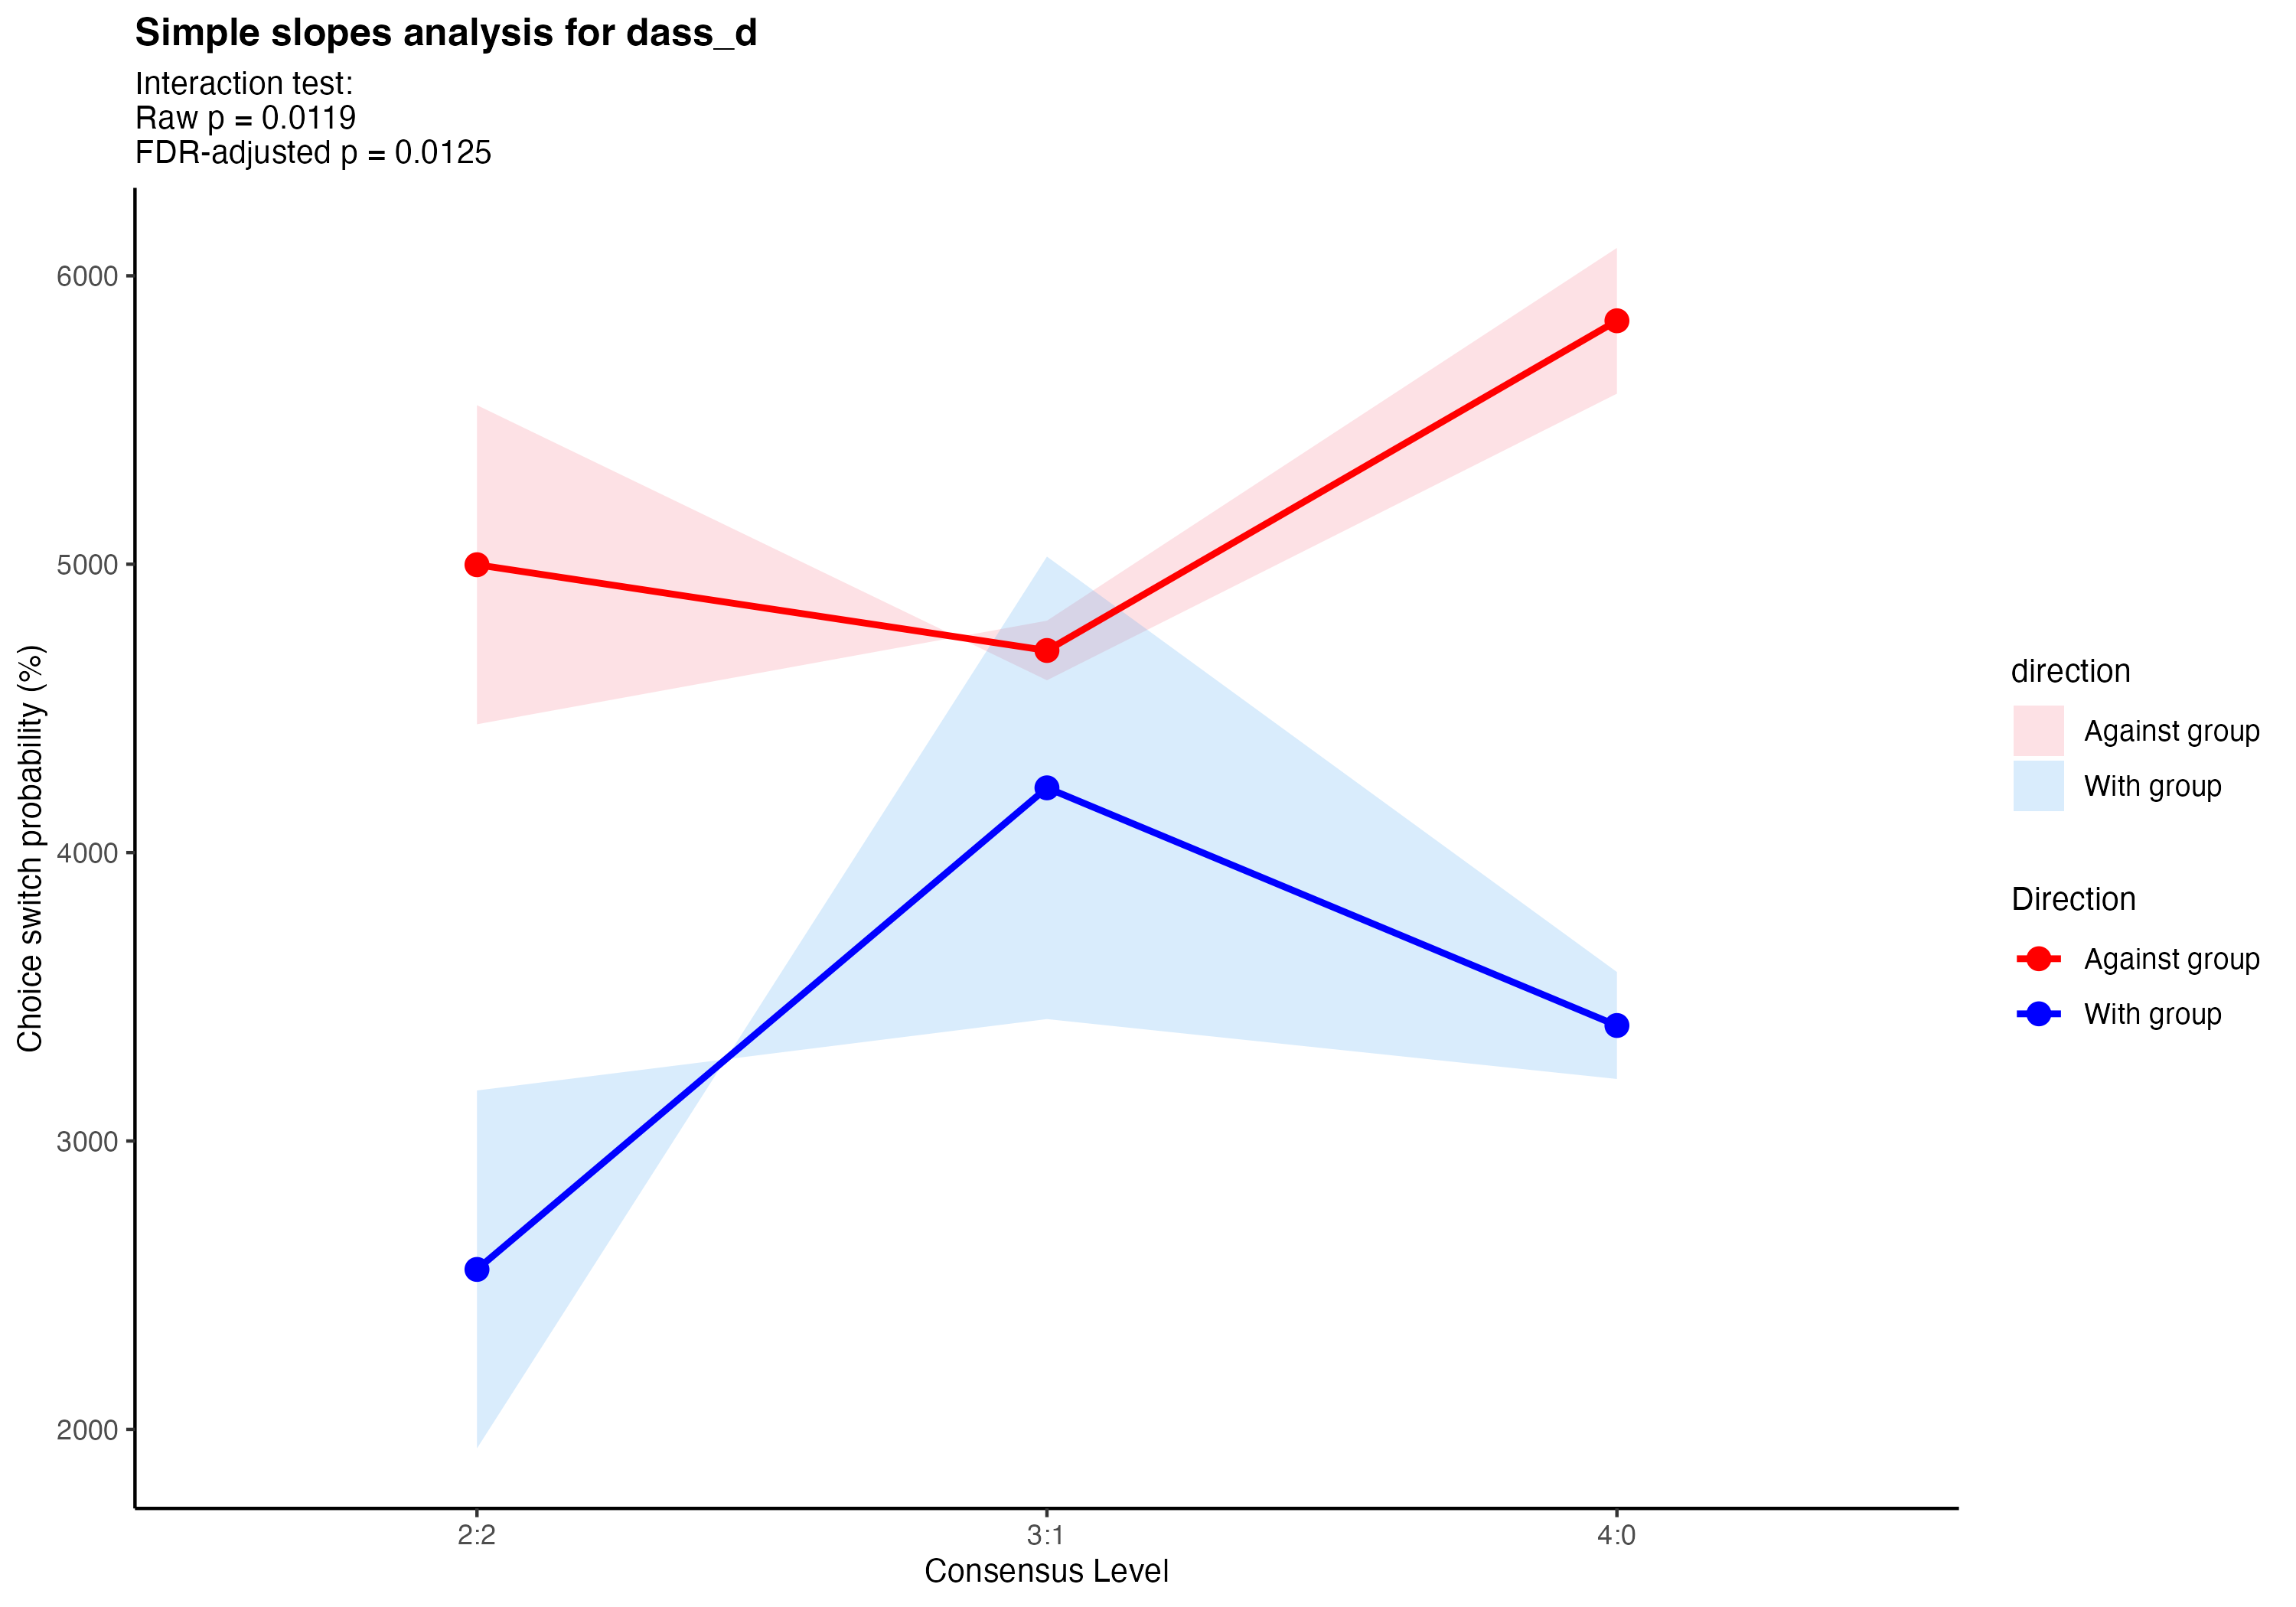 Simple slopes analysis for dass_d
Interaction test:
Raw p = 0.0119
FDR-adjusted p = 0.0125
Choice switch probability (%)
6000
5000
4000
3000
2000
2:2
3:1
4:0
Consensus Level
direction
Against group
With group
Direction
Against group
With group